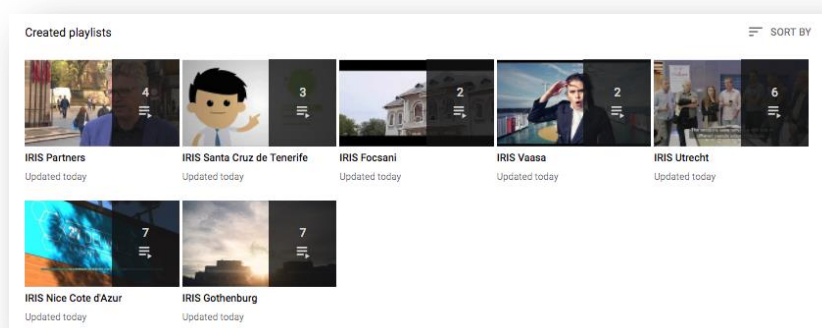 Created playlists
SORT BY
4
3
2
2
6
IRIS Partners
IRIS Santa Cruz de Tenerife
IRIS Focsani
IRIS Vaasa
IRIS Utrecht
Updated today
Updated today
Updated today
Updated today
Updated today
7
7
IRIS Nice Cote d'Azur
IRIS Gothenburg
Updated today
Updated today